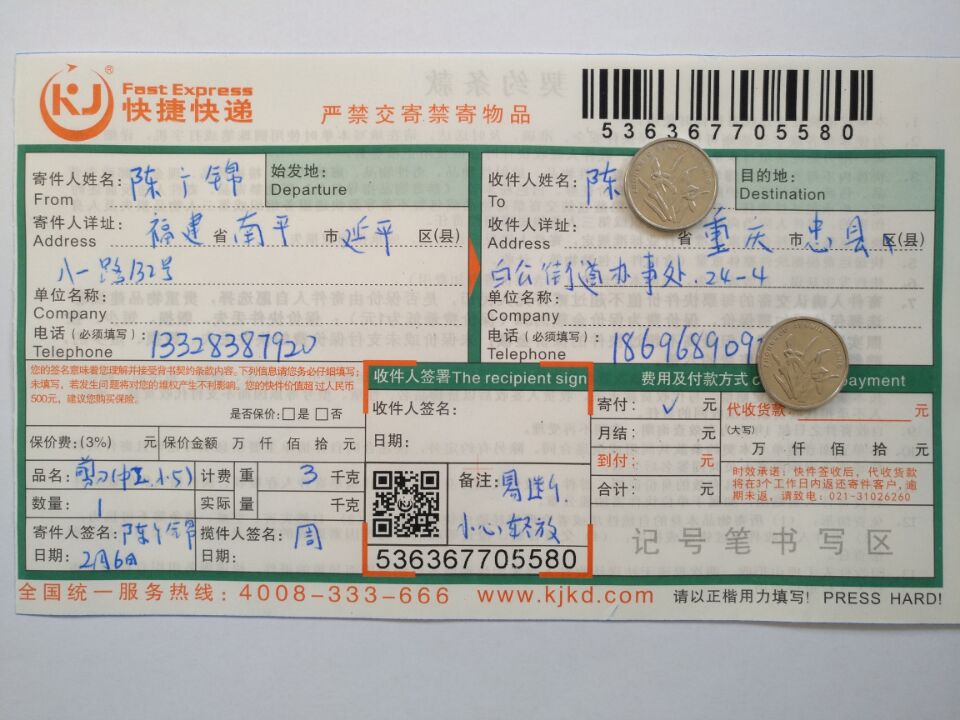 KJ ® Fast Express
快捷快递
严禁交寄禁寄物品
536367705580
寄件人姓名: 陈广锦
From
始发地:
Departure
寄件人详址: 福建省南平市延平区(县)
Address
八一路132号
单位名称:
Company
电话(必须填写): 13328387920
Telephone
收件人姓名: 陈
To
目的地:
Destination
收件人详址: 省重庆市忠县区(县)
Address
白公街道办事处.24-4
单位名称:
Company
电话(必须填写): 186968909
Telephone
您的签名意味着您理解并接受背书契约条款内容。下列信息请您务必仔细填写;
未填写,若发生问题将对您的维权产生不利影响。您的快件价值超过人民币
500元,建议您购买保险。
是否保价:□是 □否
保价费:(3%) 元 保价金额 万 仟 佰 拾 元
品名: 剪刀(中正.小5) 计费重 3 千克
数量: 1 实际量 千克
寄件人签名: 陈广锦
日期: 2月6日
揽件人签名: 周
日期:
收件人签署The recipient sign
收件人签名:
日期:
备注: 易
小心轻放
536367705580
费用及付款方式 c payment
寄付: ✓ 元
月结: 元
到付: 元
合计: 元
代收货款: 元
(大写)
万 仟 佰 拾 元
时效承诺:快件签收后,代收货款
将在3个工作日内返还寄件客户,逾
期未返,请致电:021-31026260
记号笔书写区
全国统一服务热线:4008-333-666 www.kjkd.com 请以正楷用力填写! PRESS HARD!